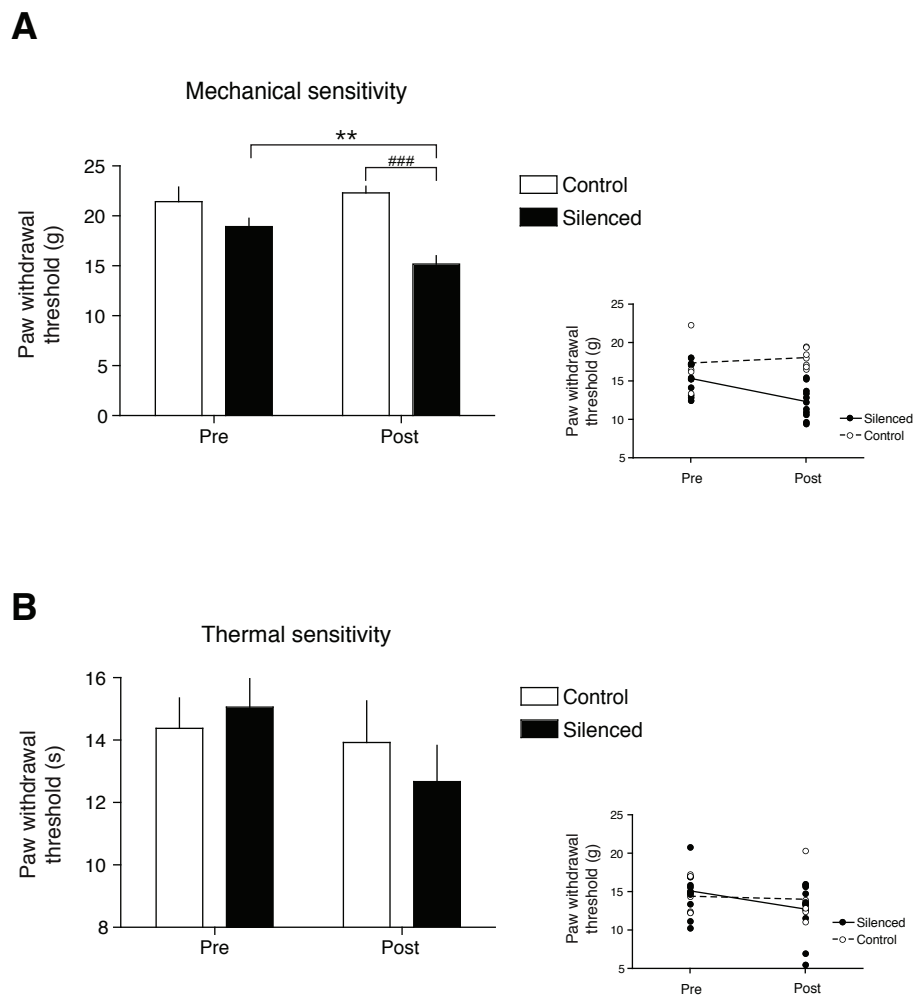 A
Mechanical sensitivity
**
###
25
20
15
10
5
0
Paw withdrawal
threshold (g)
Pre
Post
Control
Silenced
25
20
15
10
5
Paw withdrawal
threshold (g)
Pre
Post
Silenced
Control
B
Thermal sensitivity
16
14
12
10
8
Paw withdrawal
threshold (s)
Pre
Post
Control
Silenced
25
20
15
10
5
Paw withdrawal
threshold (g)
Pre
Post
Silenced
Control